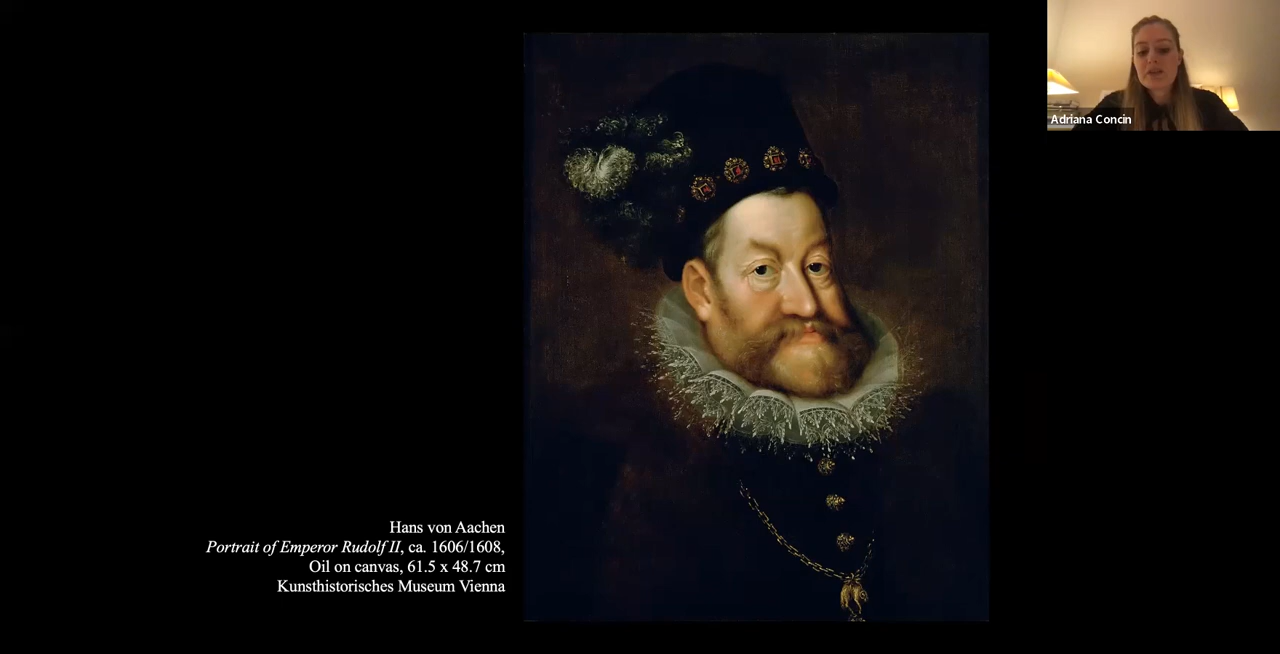 Adriana Concin
Hans von Aachen
Portrait of Emperor Rudolf II, ca. 1606/1608,
Oil on canvas, 61.5 x 48.7 cm
Kunsthistorisches Museum Vienna